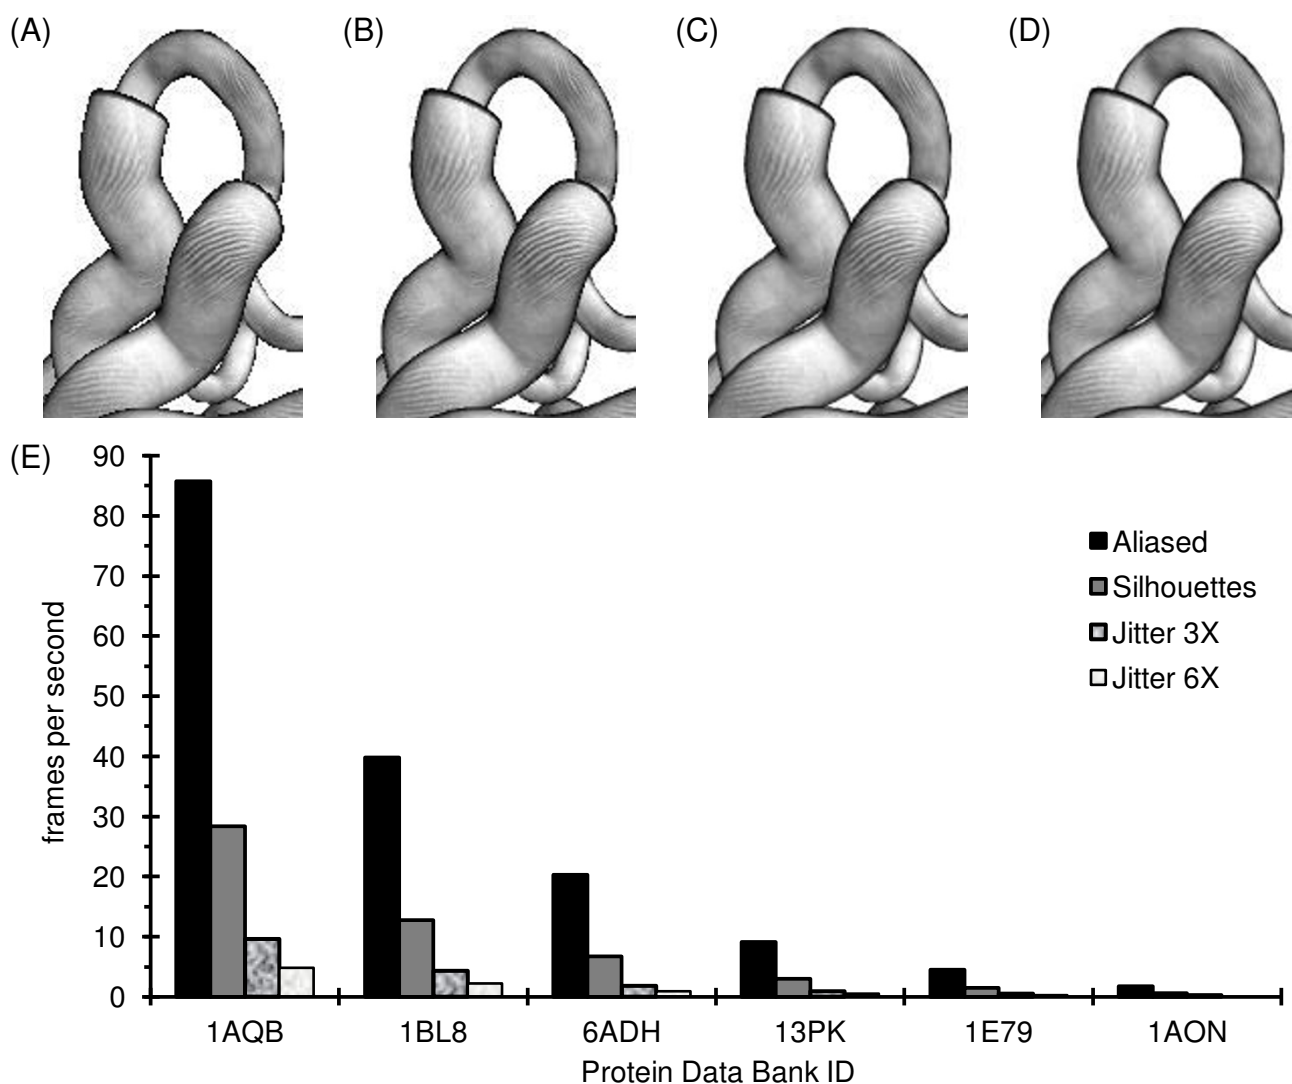 (A)
(B)
(C)
(D)
(E)
90
80
70
60
50
40
30
20
10
0
frames per second
Aliased
Silhouettes
Jitter 3X
Jitter 6X
1AQB
1BL8
6ADH
13PK
1E79
1AON
Protein Data Bank ID